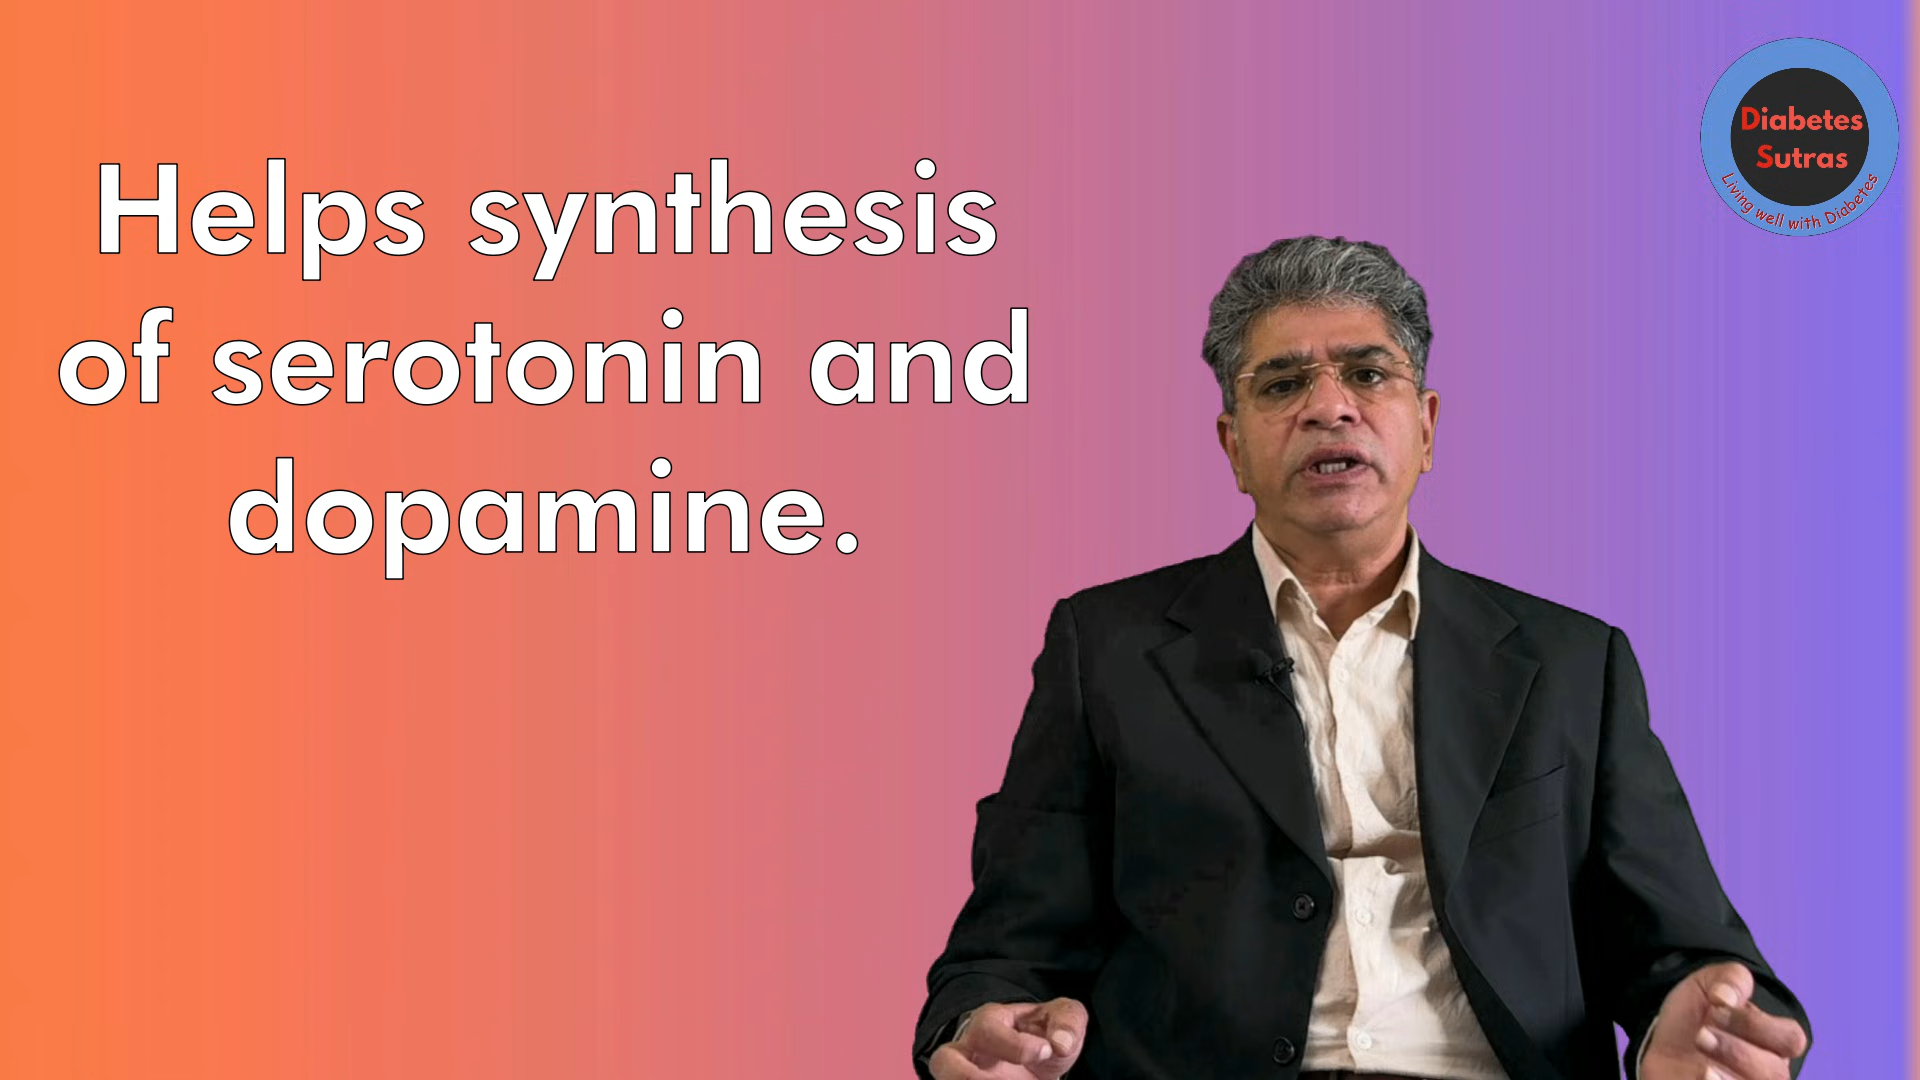 Helps synthesis
of serotonin and
dopamine.
Diabetes
Sutras
Living well with Diabetes